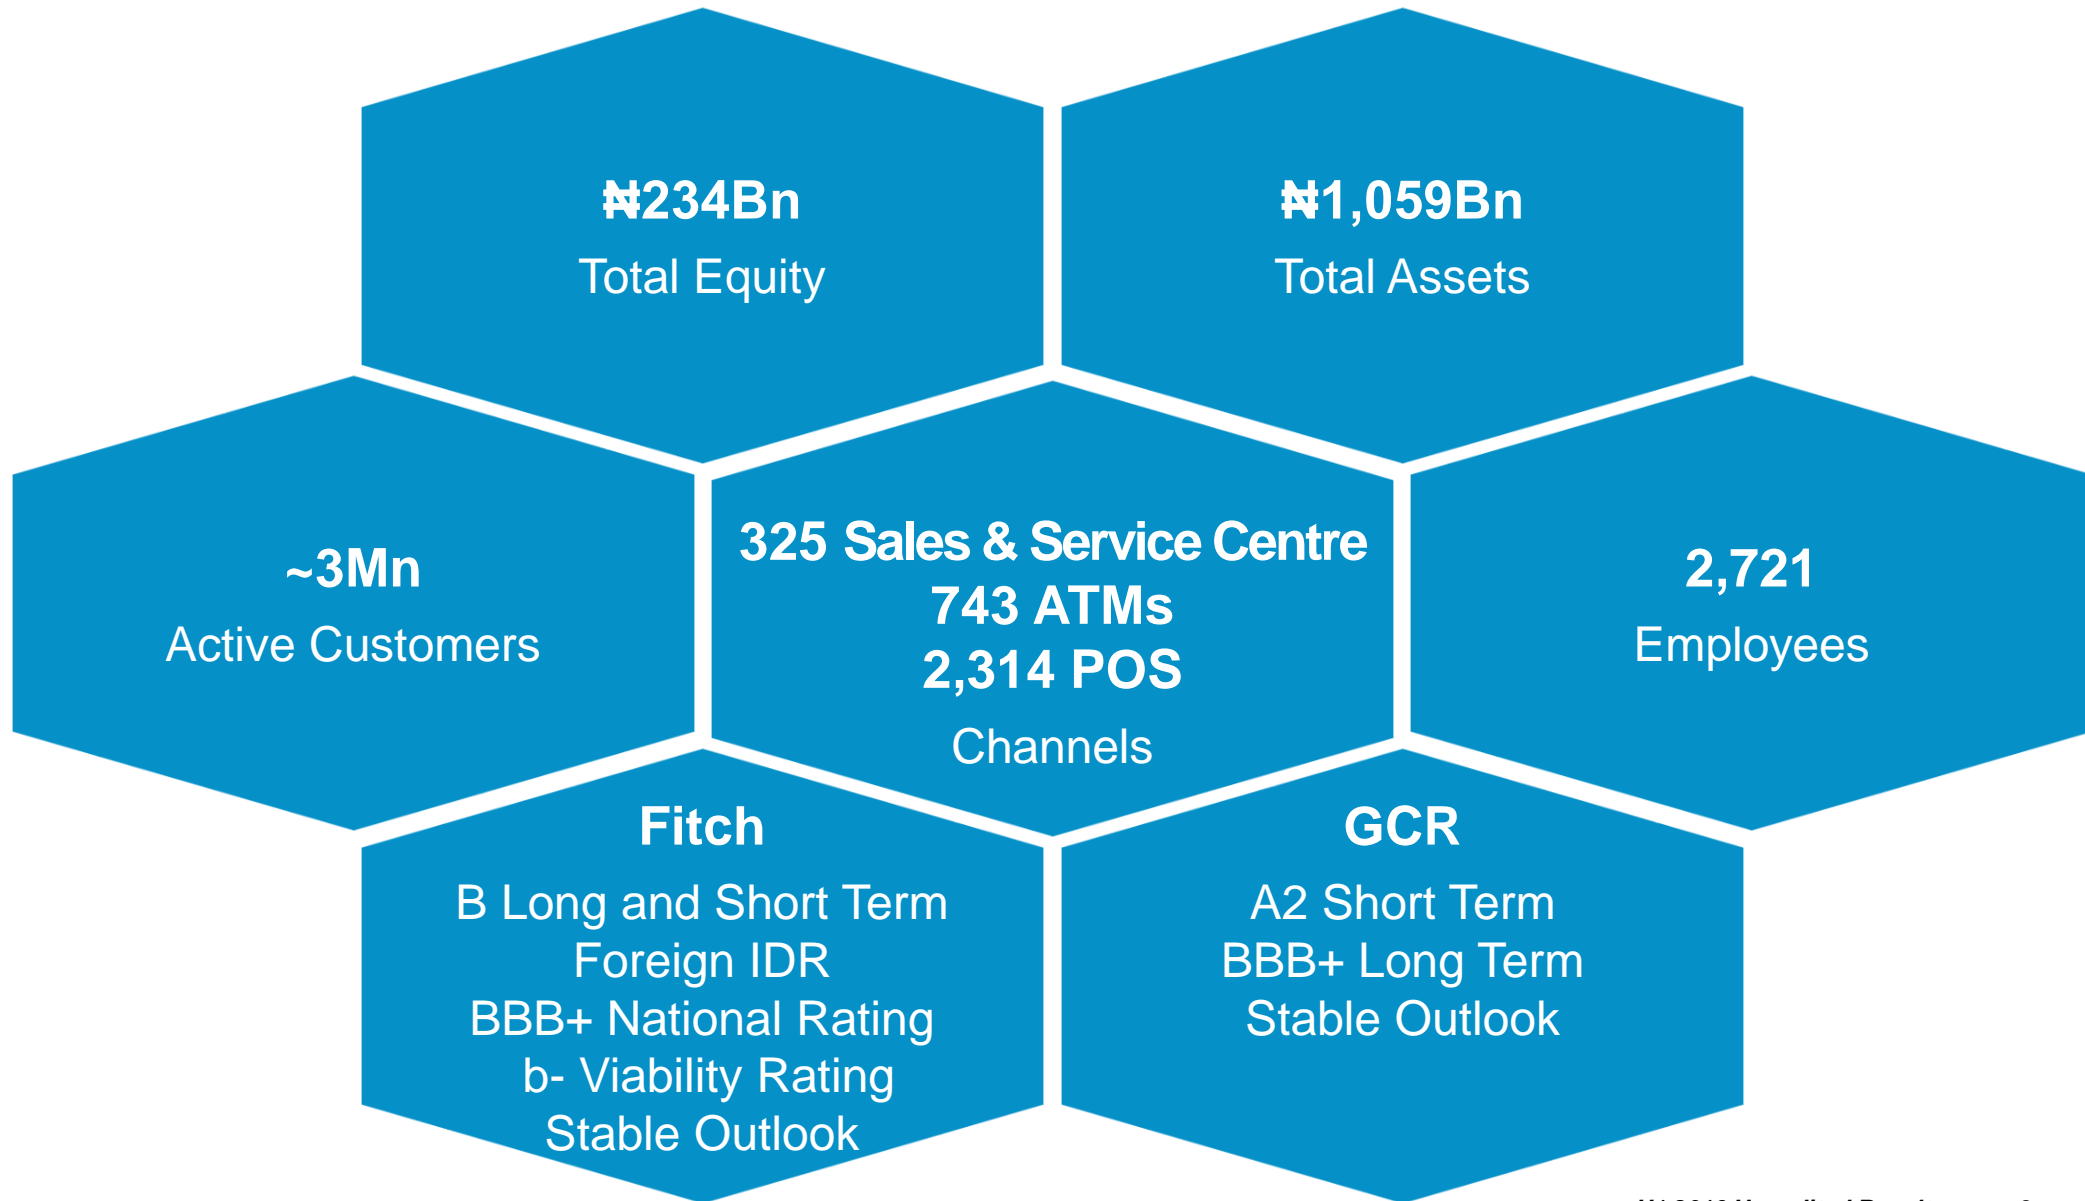 ₦234Bn
Total Equity
₦1,059Bn
Total Assets
~3Mn
Active Customers
325 Sales & Service Centre
743 ATMs
2,314 POS
Channels
2,721
Employees
Fitch
B Long and Short Term
Foreign IDR
BBB+ National Rating
b- Viability Rating
Stable Outlook
GCR
A2 Short Term
BBB+ Long Term
Stable Outlook